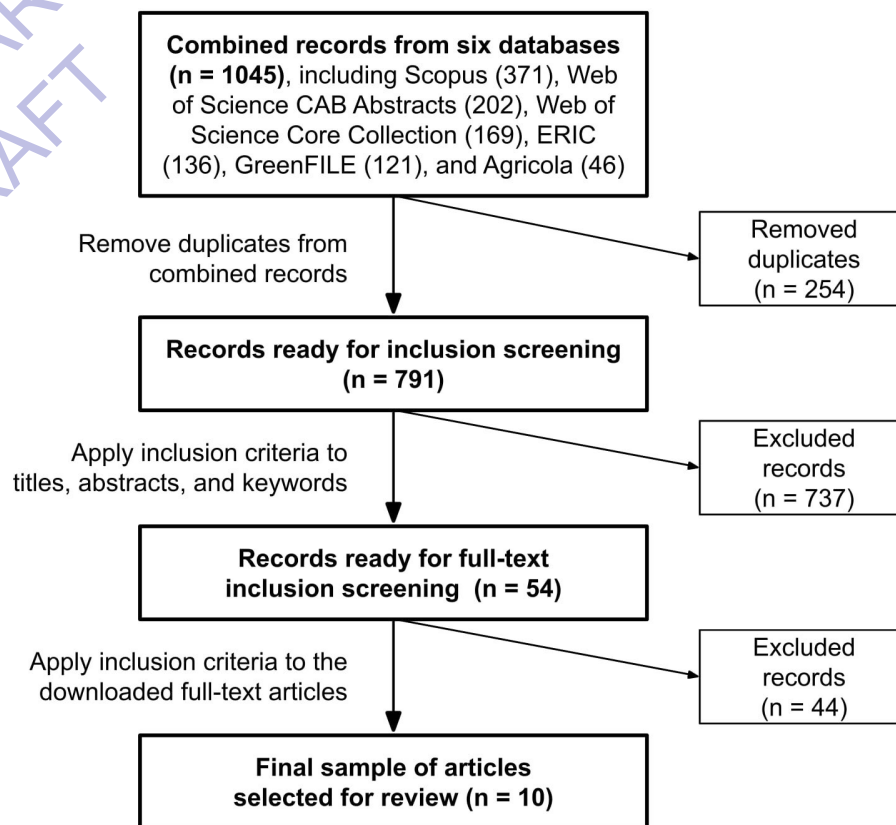 Combined records from six databases
(n = 1045), including Scopus (371), Web
of Science CAB Abstracts (202), Web of
Science Core Collection (169), ERIC
(136), GreenFILE (121), and Agricola (46)
Remove duplicates from
combined records
Removed
duplicates
(n = 254)
Records ready for inclusion screening
(n = 791)
Apply inclusion criteria to
titles, abstracts, and keywords
Excluded
records
(n = 737)
Records ready for full-text
inclusion screening (n = 54)
Apply inclusion criteria to the
downloaded full-text articles
Excluded
records
(n = 44)
Final sample of articles
selected for review (n = 10)